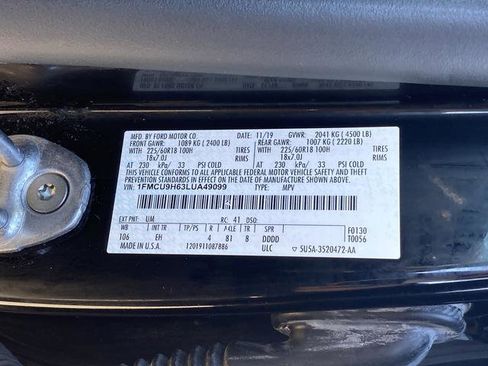 MFD. BY FORD MOTOR CO. DATE: 11/19 GVWR: 2041 KG (4500 LB)
FRONT GAWR: 1089 KG (2400 LB) REAR GAWR: 1007 KG (2220 LB)
WITH 225/60R18 100H TIRES WITH 225/60R18 100H TIRES
18x7.0J RIMS 18x7.0J RIMS
AT 230 kPa/ 33 PSI COLD AT 230 kPa/ 33 PSI COLD
THIS VEHICLE CONFORMS TO ALL APPLICABLE FEDERAL MOTOR VEHICLE SAFETY AND THEFT PREVENTION STANDARDS IN EFFECT ON THE DATE OF MANUFACTURE SHOWN ABOVE.
VIN: 1FMCU9H63LUA49099 TYPE: MPV
EXT PNT: UM RC: 41 DSO:
WB INT TR TP/PS R AXLE TR SPR F0130
106 EH 4 81 B DDDD T0056
MADE IN U.S.A. 1201911087886 ULC 5U5A-3520472-AA